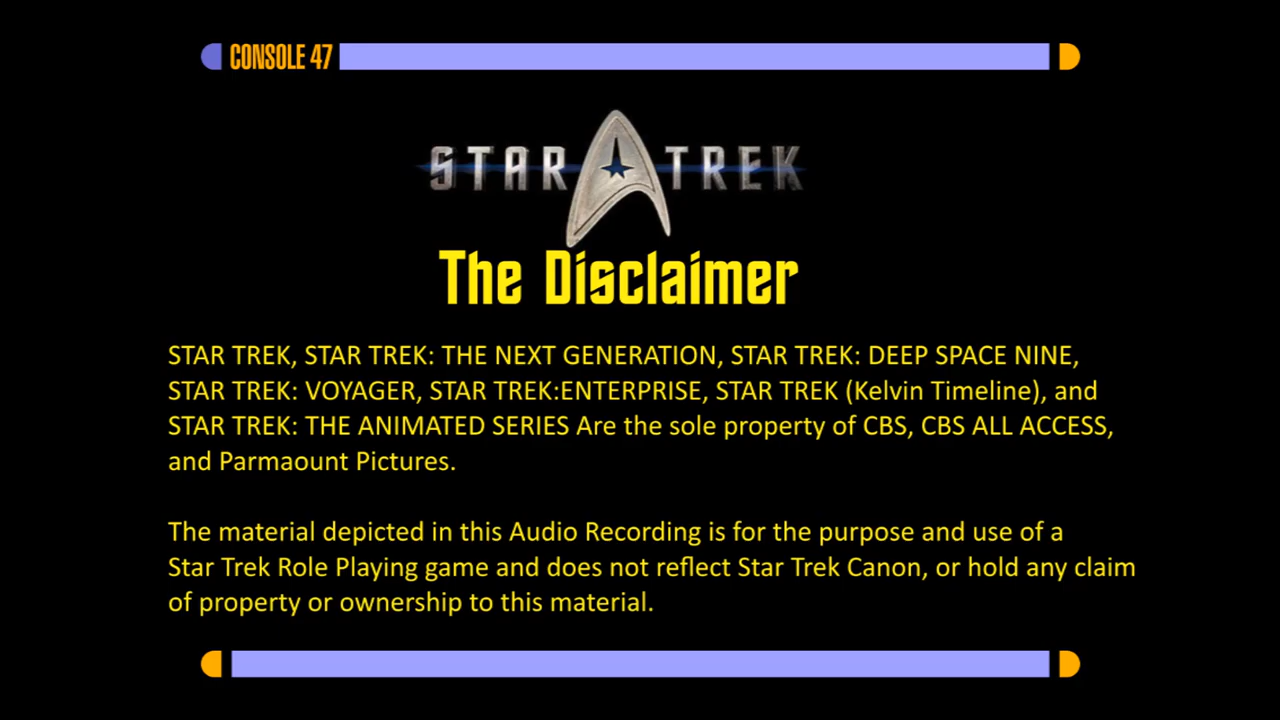 CONSOLE 47
STAR TREK
The Disclaimer
STAR TREK, STAR TREK: THE NEXT GENERATION, STAR TREK: DEEP SPACE NINE,
STAR TREK: VOYAGER, STAR TREK:ENTERPRISE, STAR TREK (Kelvin Timeline), and
STAR TREK: THE ANIMATED SERIES Are the sole property of CBS, CBS ALL ACCESS,
and Parmaount Pictures.
The material depicted in this Audio Recording is for the purpose and use of a
Star Trek Role Playing game and does not reflect Star Trek Canon, or hold any claim
of property or ownership to this material.